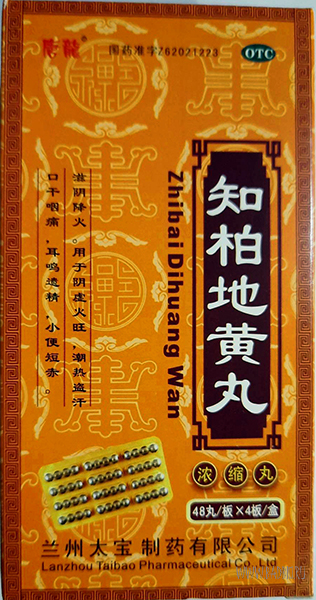 國药准字Z62021223
OTC
知柏地黄丸
Zhibai Dihuang Wan
滋阴降火。用于阴虚火旺，潮热盗汗，
口干咽痛，耳鸣遗精，小便短赤。
浓缩丸
48丸/板×4板/盒
兰州太宝制药有限公司
Lanzhou Taibao Pharmaceutical Co.,Ltd